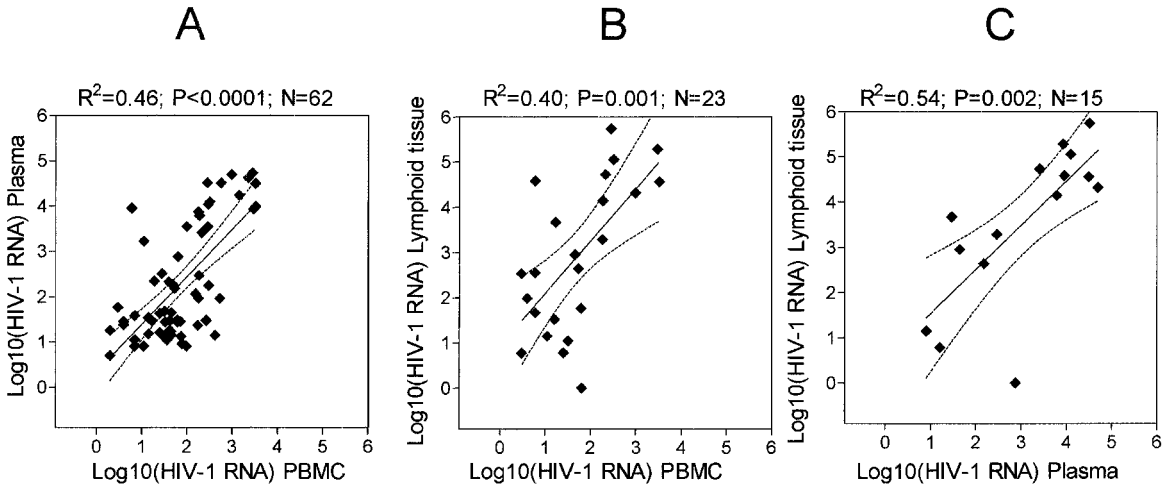 A
B
C
R²=0.46; P<0.0001; N=62
R²=0.40; P=0.001; N=23
R²=0.54; P=0.002; N=15
Log10(HIV-1 RNA) Plasma
6
5
4
3
2
1
0
0 1 2 3 4 5 6
Log10(HIV-1 RNA) PBMC
Log10(HIV-1 RNA) Lymphoid tissue
6
5
4
3
2
1
0
0 1 2 3 4 5 6
Log10(HIV-1 RNA) PBMC
Log10(HIV-1 RNA) Lymphoid tissue
6
5
4
3
2
1
0
0 1 2 3 4 5 6
Log10(HIV-1 RNA) Plasma